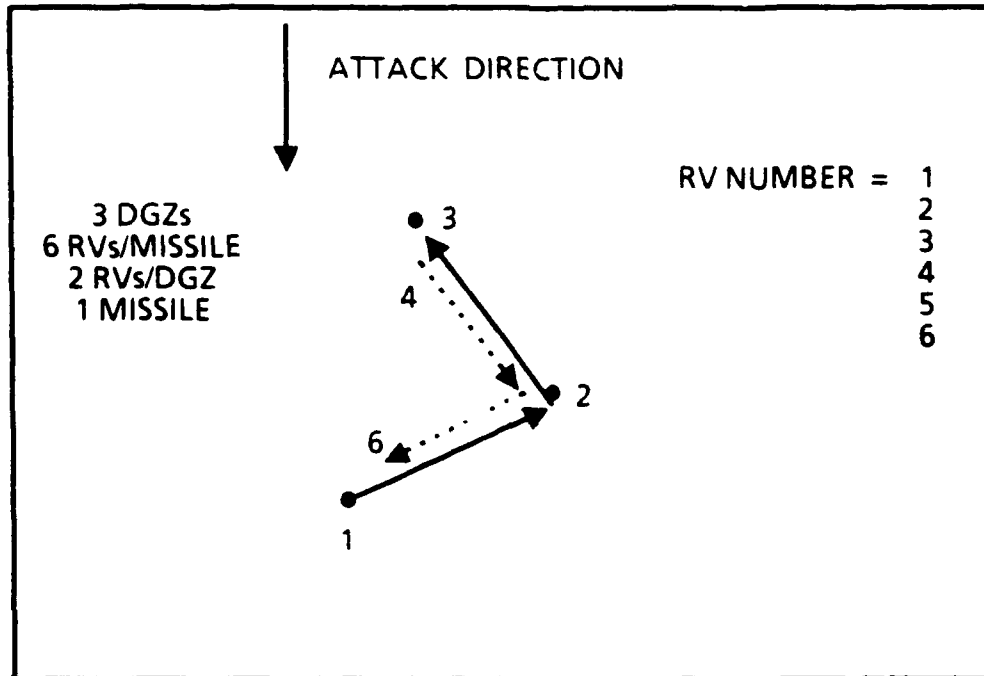 ATTACK DIRECTION
RV NUMBER = 1
2
3
4
5
6
3 DGZs
6 RVs/MISSILE
2 RVs/DGZ
1 MISSILE
3
4
2
6
1